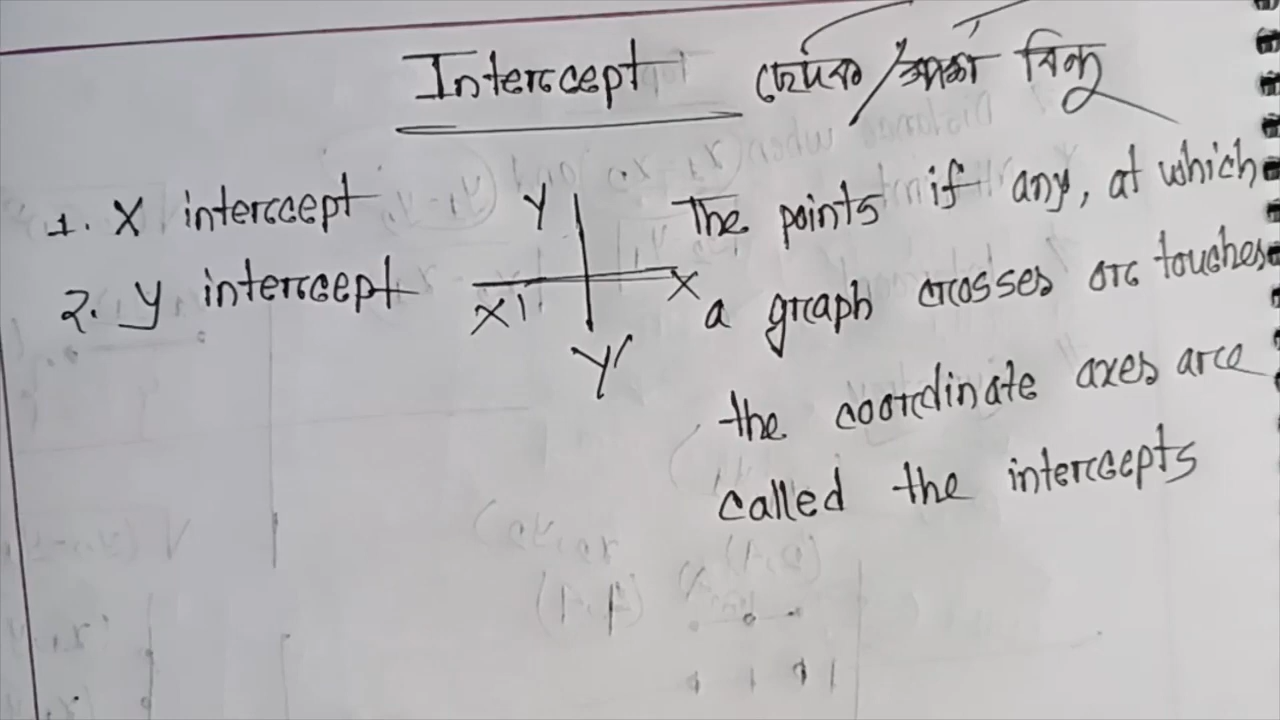 Intercept ছেদক/ বিন্দু
1. X intercept
2. y intercept
Y
X' X
Y'
The points if any, at which
a graph crosses or touches
the coordinate axes are
called the intercepts